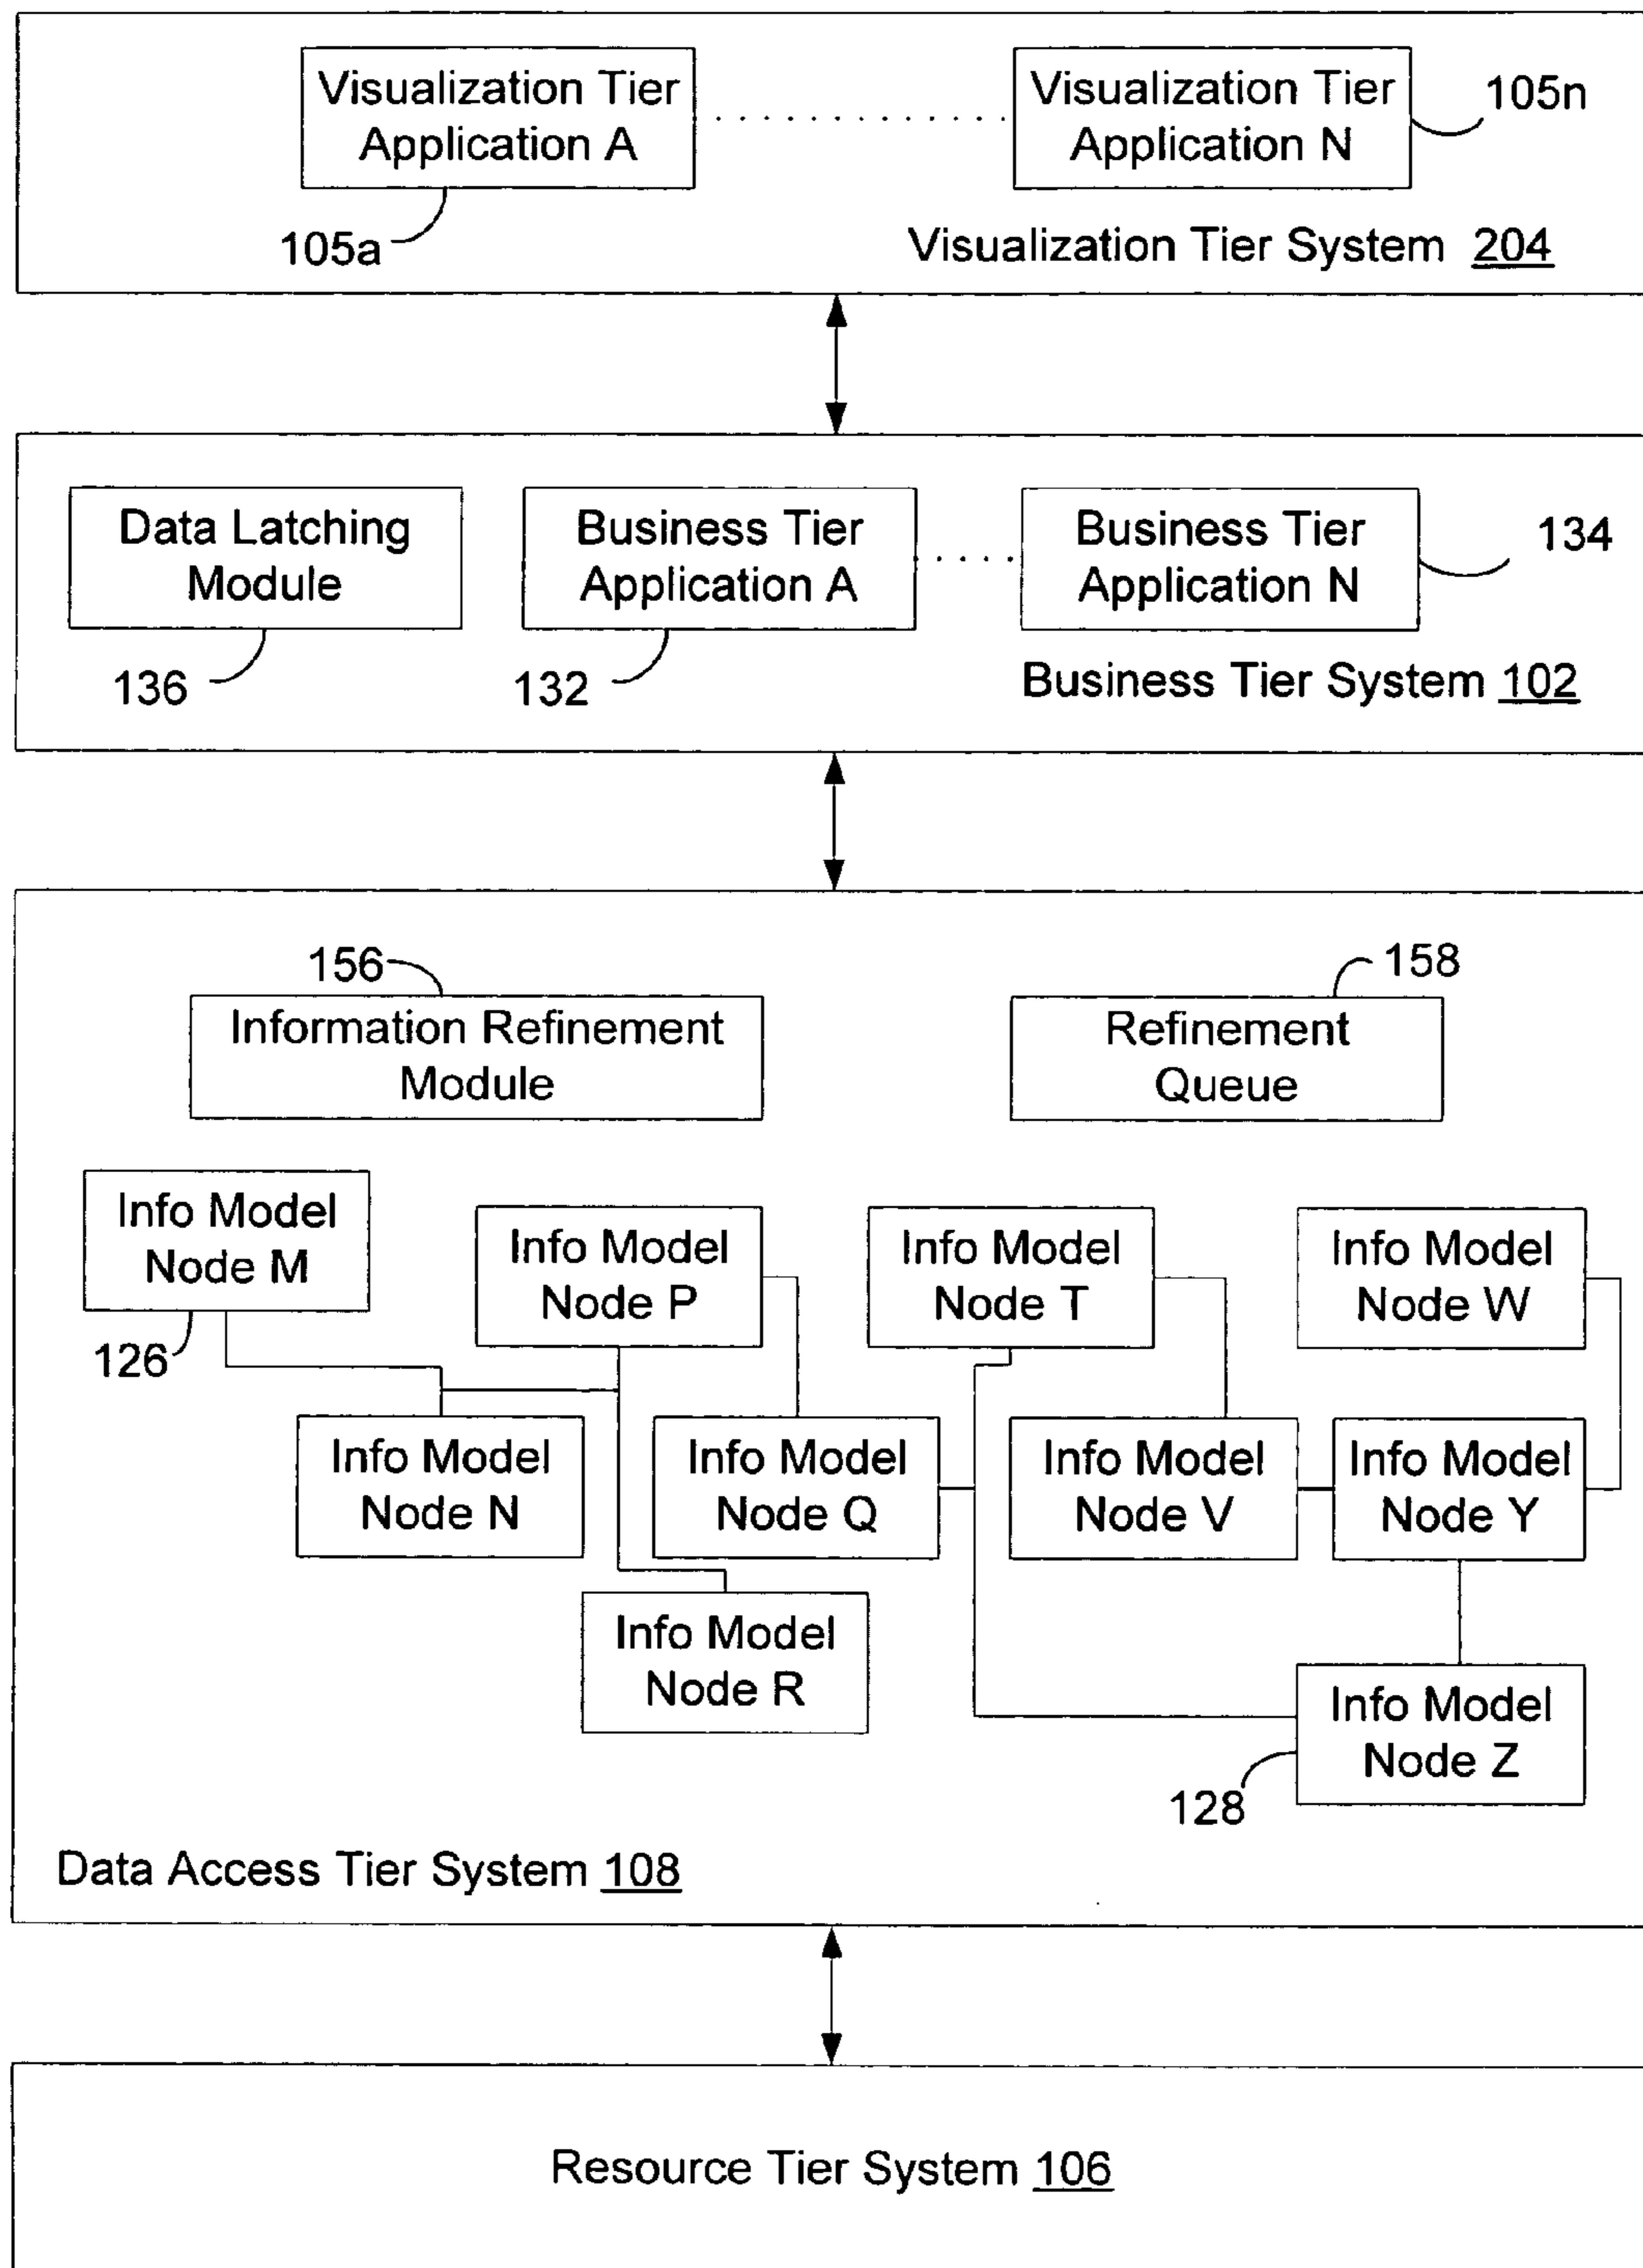 Visualization Tier
Application A
Visualization Tier
Application N
105n
105a
Visualization Tier System 204
Data Latching
Module
Business Tier
Application A
Business Tier
Application N
134
136
132
Business Tier System 102
156
158
Information Refinement
Module
Refinement
Queue
Info Model
Node M
Info Model
Node P
Info Model
Node T
Info Model
Node W
126
Info Model
Node N
Info Model
Node Q
Info Model
Node V
Info Model
Node Y
Info Model
Node R
Info Model
Node Z
128
Data Access Tier System 108
Resource Tier System 106